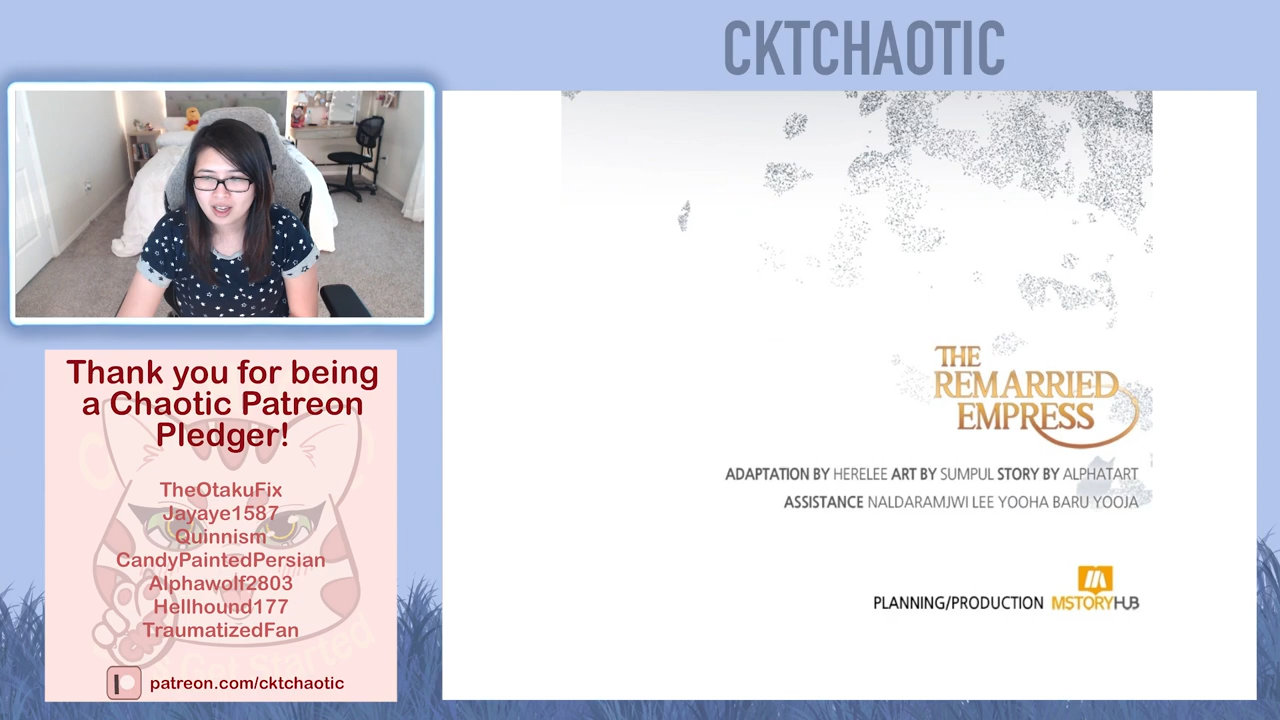 CKTCHAOTIC
Thank you for being
a Chaotic Patreon
Pledger!
TheOtakuFix
Jayaye1587
Quinnism
CandyPaintedPersian
Alphawolf2803
Hellhound177
TraumatizedFan
patreon.com/cktchaotic
THE
REMARRIED
EMPRESS
ADAPTATION BY HERELEE ART BY SUMPUL STORY BY ALPHATART
ASSISTANCE NALDARAMJWI LEE YOOHA BARU YOOJA
PLANNING/PRODUCTION MSTORYHUB